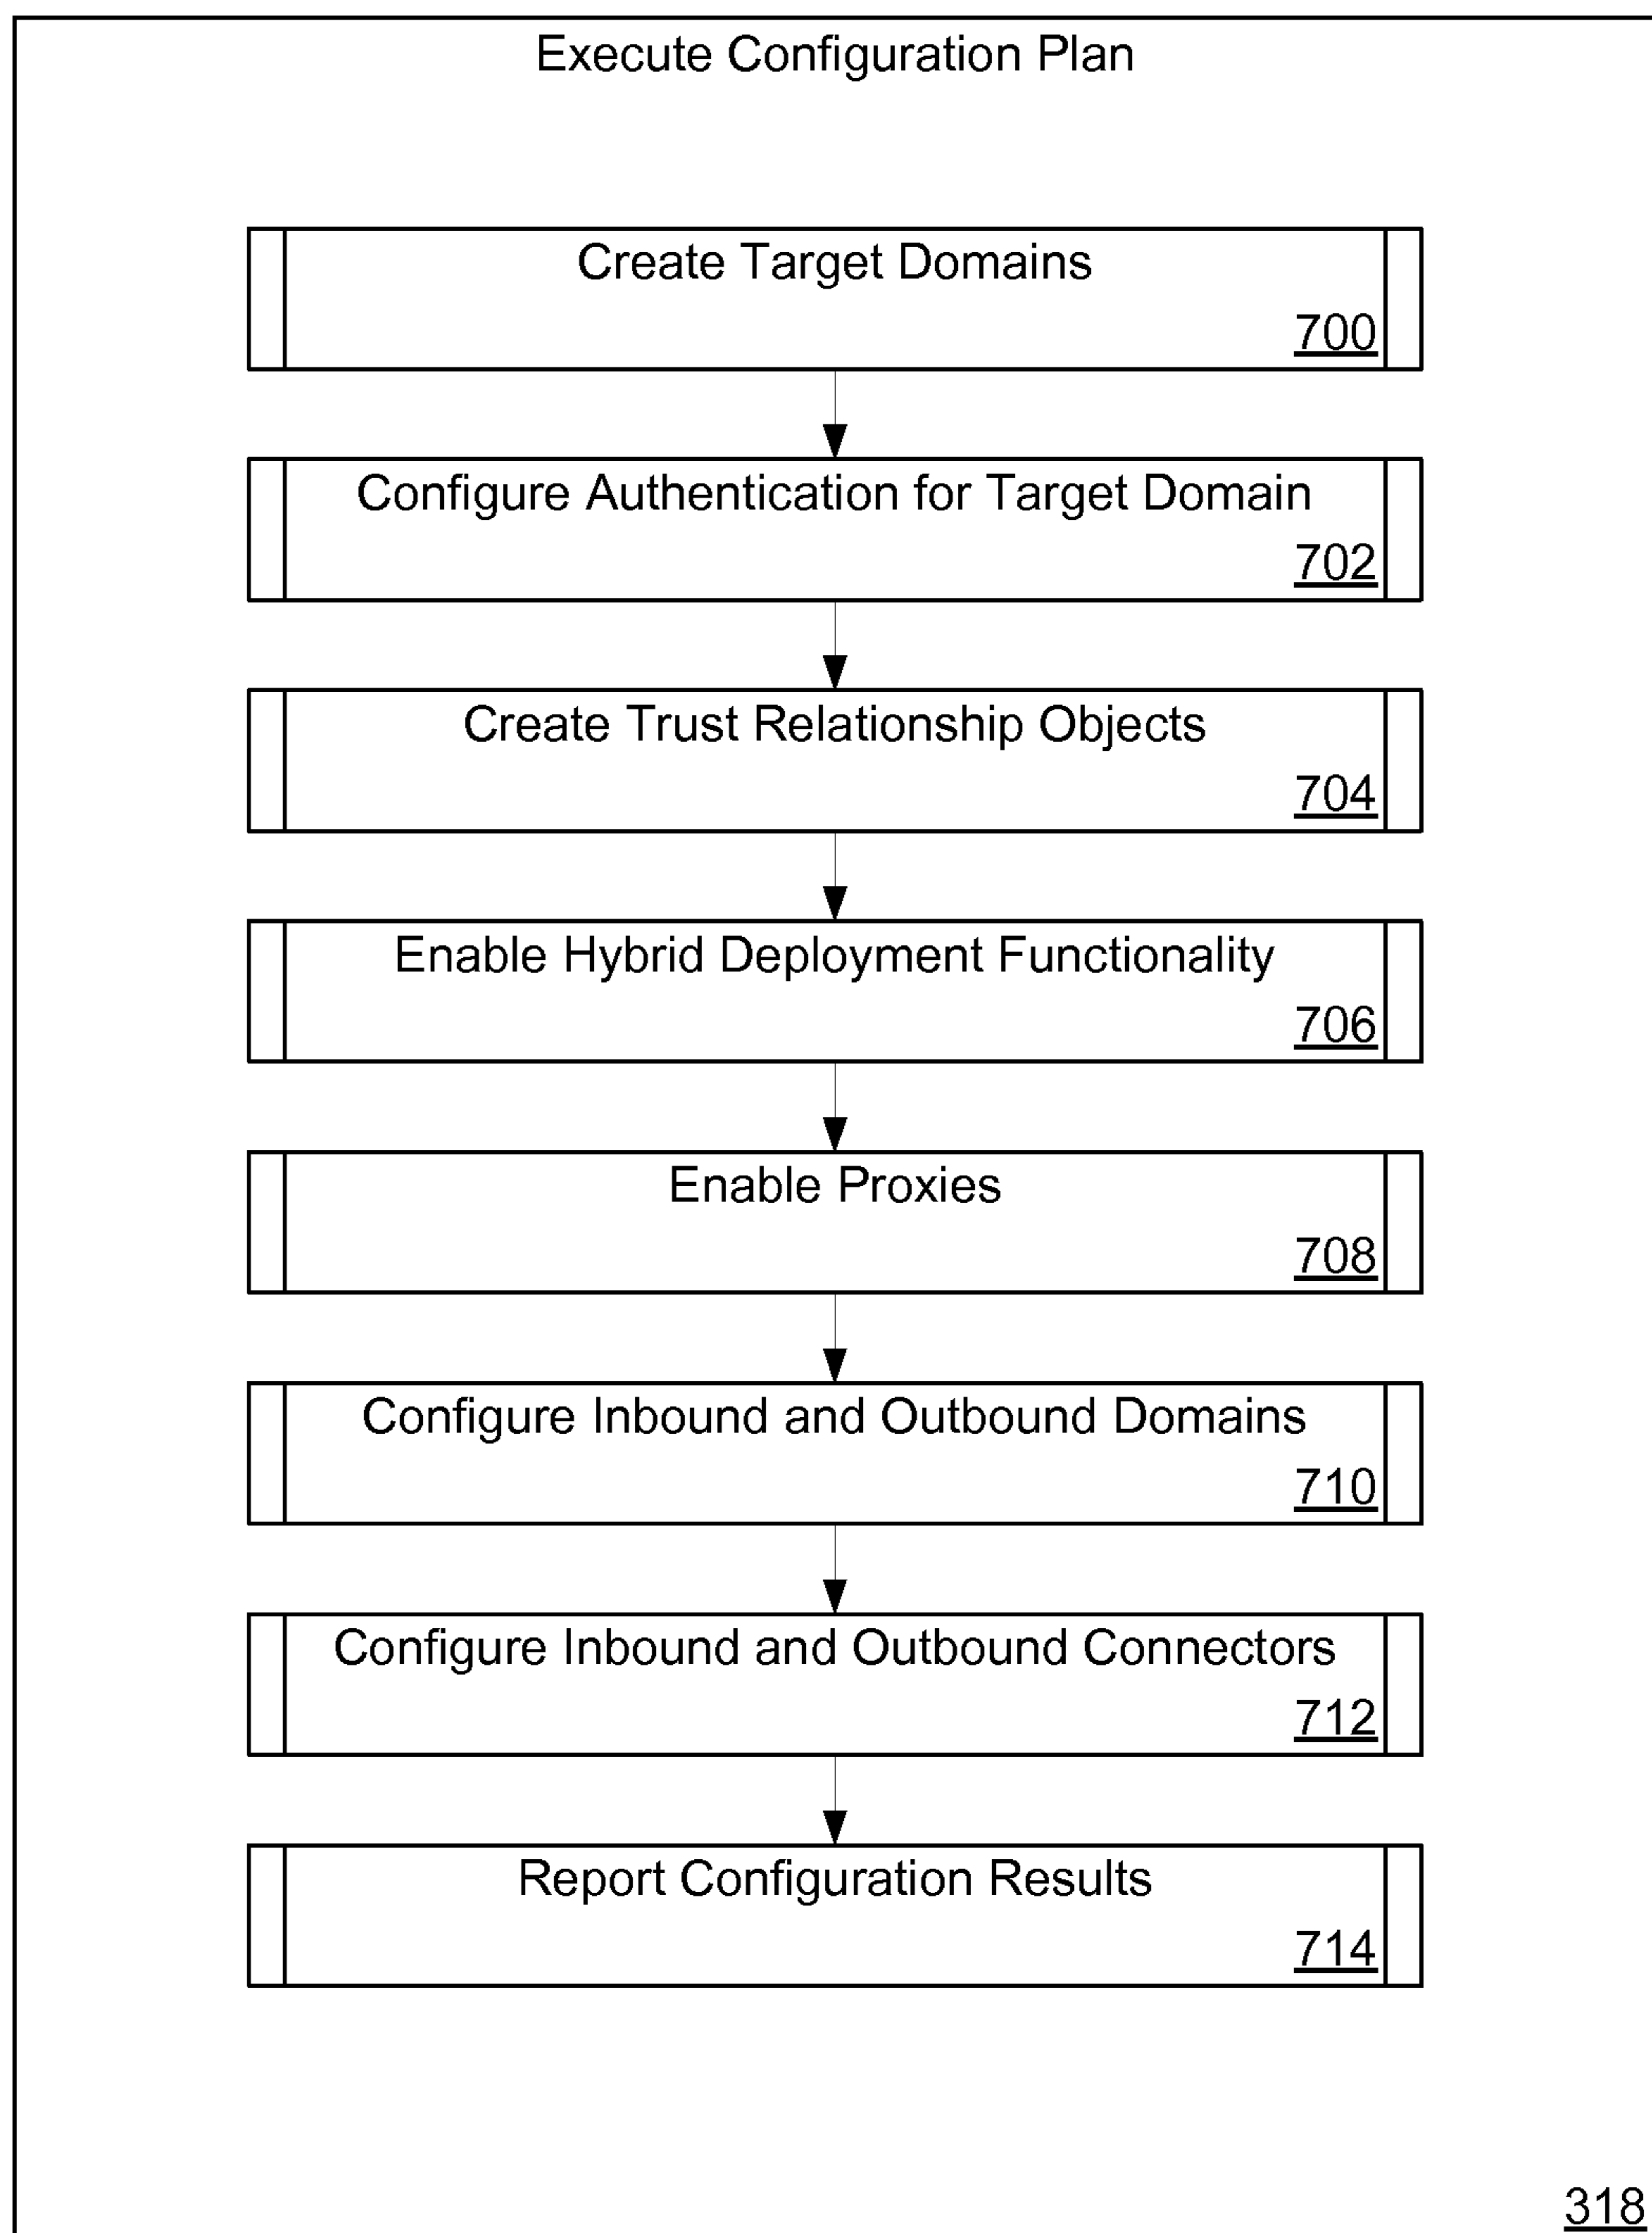 Execute Configuration Plan
Create Target Domains
700
Configure Authentication for Target Domain
702
Create Trust Relationship Objects
704
Enable Hybrid Deployment Functionality
706
Enable Proxies
708
Configure Inbound and Outbound Domains
710
Configure Inbound and Outbound Connectors
712
Report Configuration Results
714
318